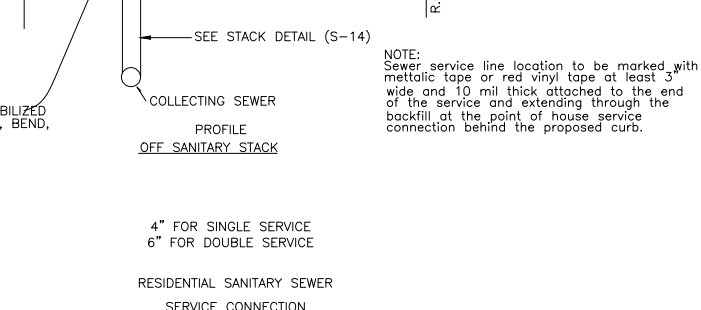 R.
SEE STACK DETAIL (S-14)
NOTE:
Sewer service line location to be marked with
mettalic tape or red vinyl tape at least 3"
wide and 10 mil thick attached to the end
of the service and extending through the
backfill at the point of house service
connection behind the proposed curb.
COLLECTING SEWER
BILIZED
, BEND,
PROFILE
OFF SANITARY STACK
4" FOR SINGLE SERVICE
6" FOR DOUBLE SERVICE
RESIDENTIAL SANITARY SEWER
SERVICE CONNECTION